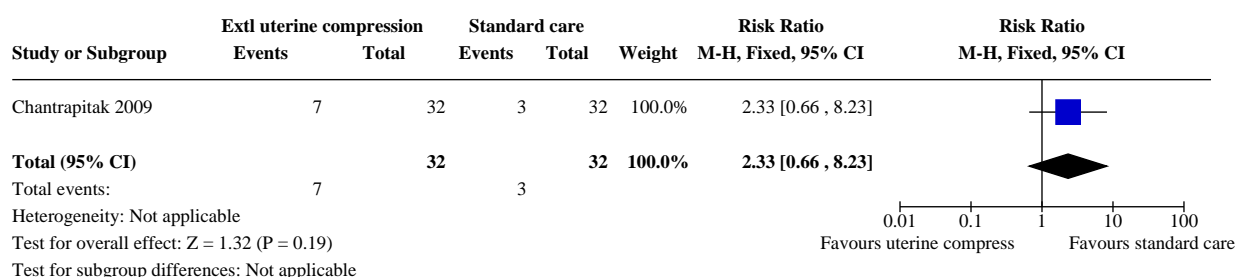 Extl uterine compression Standard care Risk Ratio Risk Ratio
Study or Subgroup Events Total Events Total Weight M-H, Fixed, 95% CI M-H, Fixed, 95% CI
Chantrapitak 2009 7 32 3 32 100.0% 2.33 [0.66 , 8.23]
Total (95% CI) 32 32 100.0% 2.33 [0.66 , 8.23]
Total events: 7 3
Heterogeneity: Not applicable
0.01 0.1 1 10 100
Test for overall effect: Z = 1.32 (P = 0.19) Favours uterine compress Favours standard care
Test for subgroup differences: Not applicable